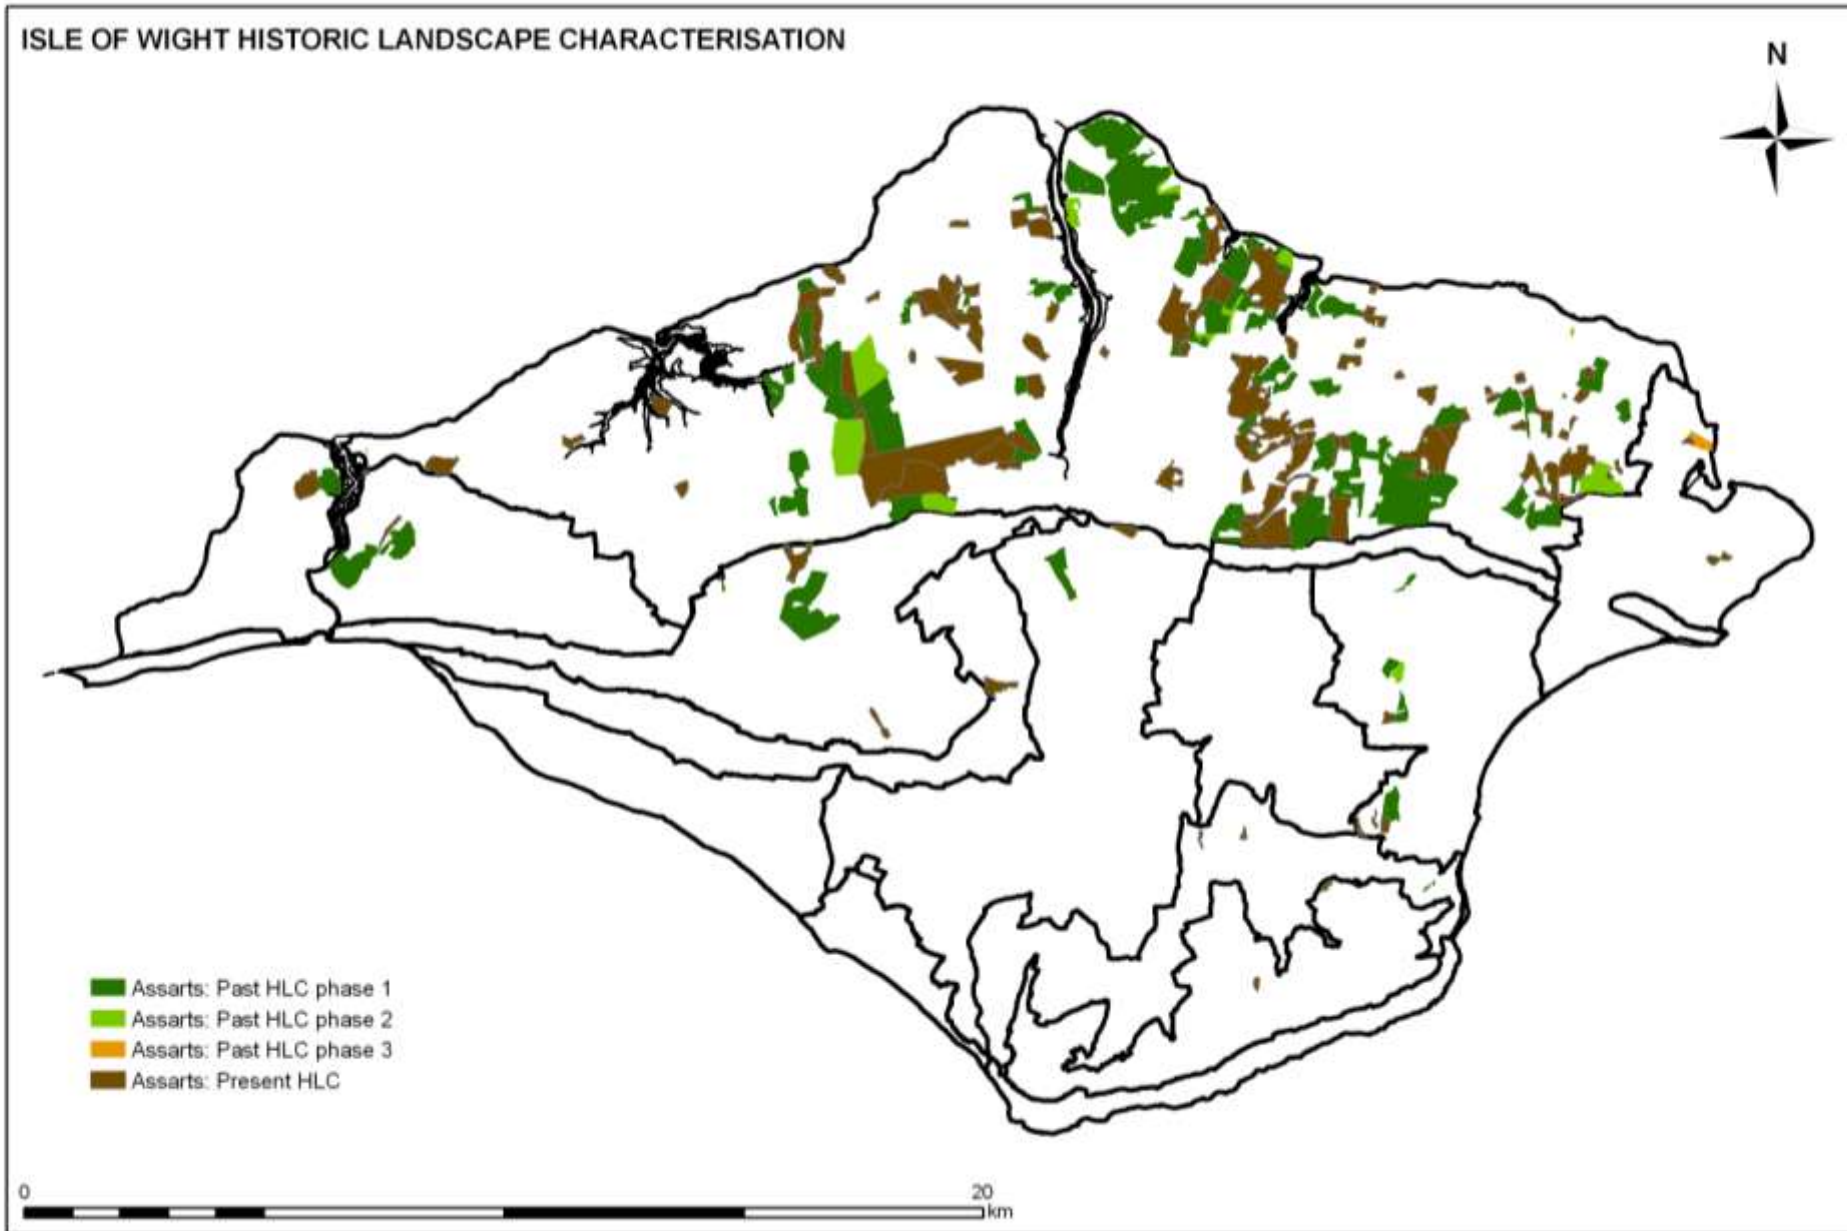 ISLE OF WIGHT HISTORIC LANDSCAPE CHARACTERISATION
N
Assarts: Past HLC phase 1
Assarts: Past HLC phase 2
Assarts: Past HLC phase 3
Assarts: Present HLC
0 20
km